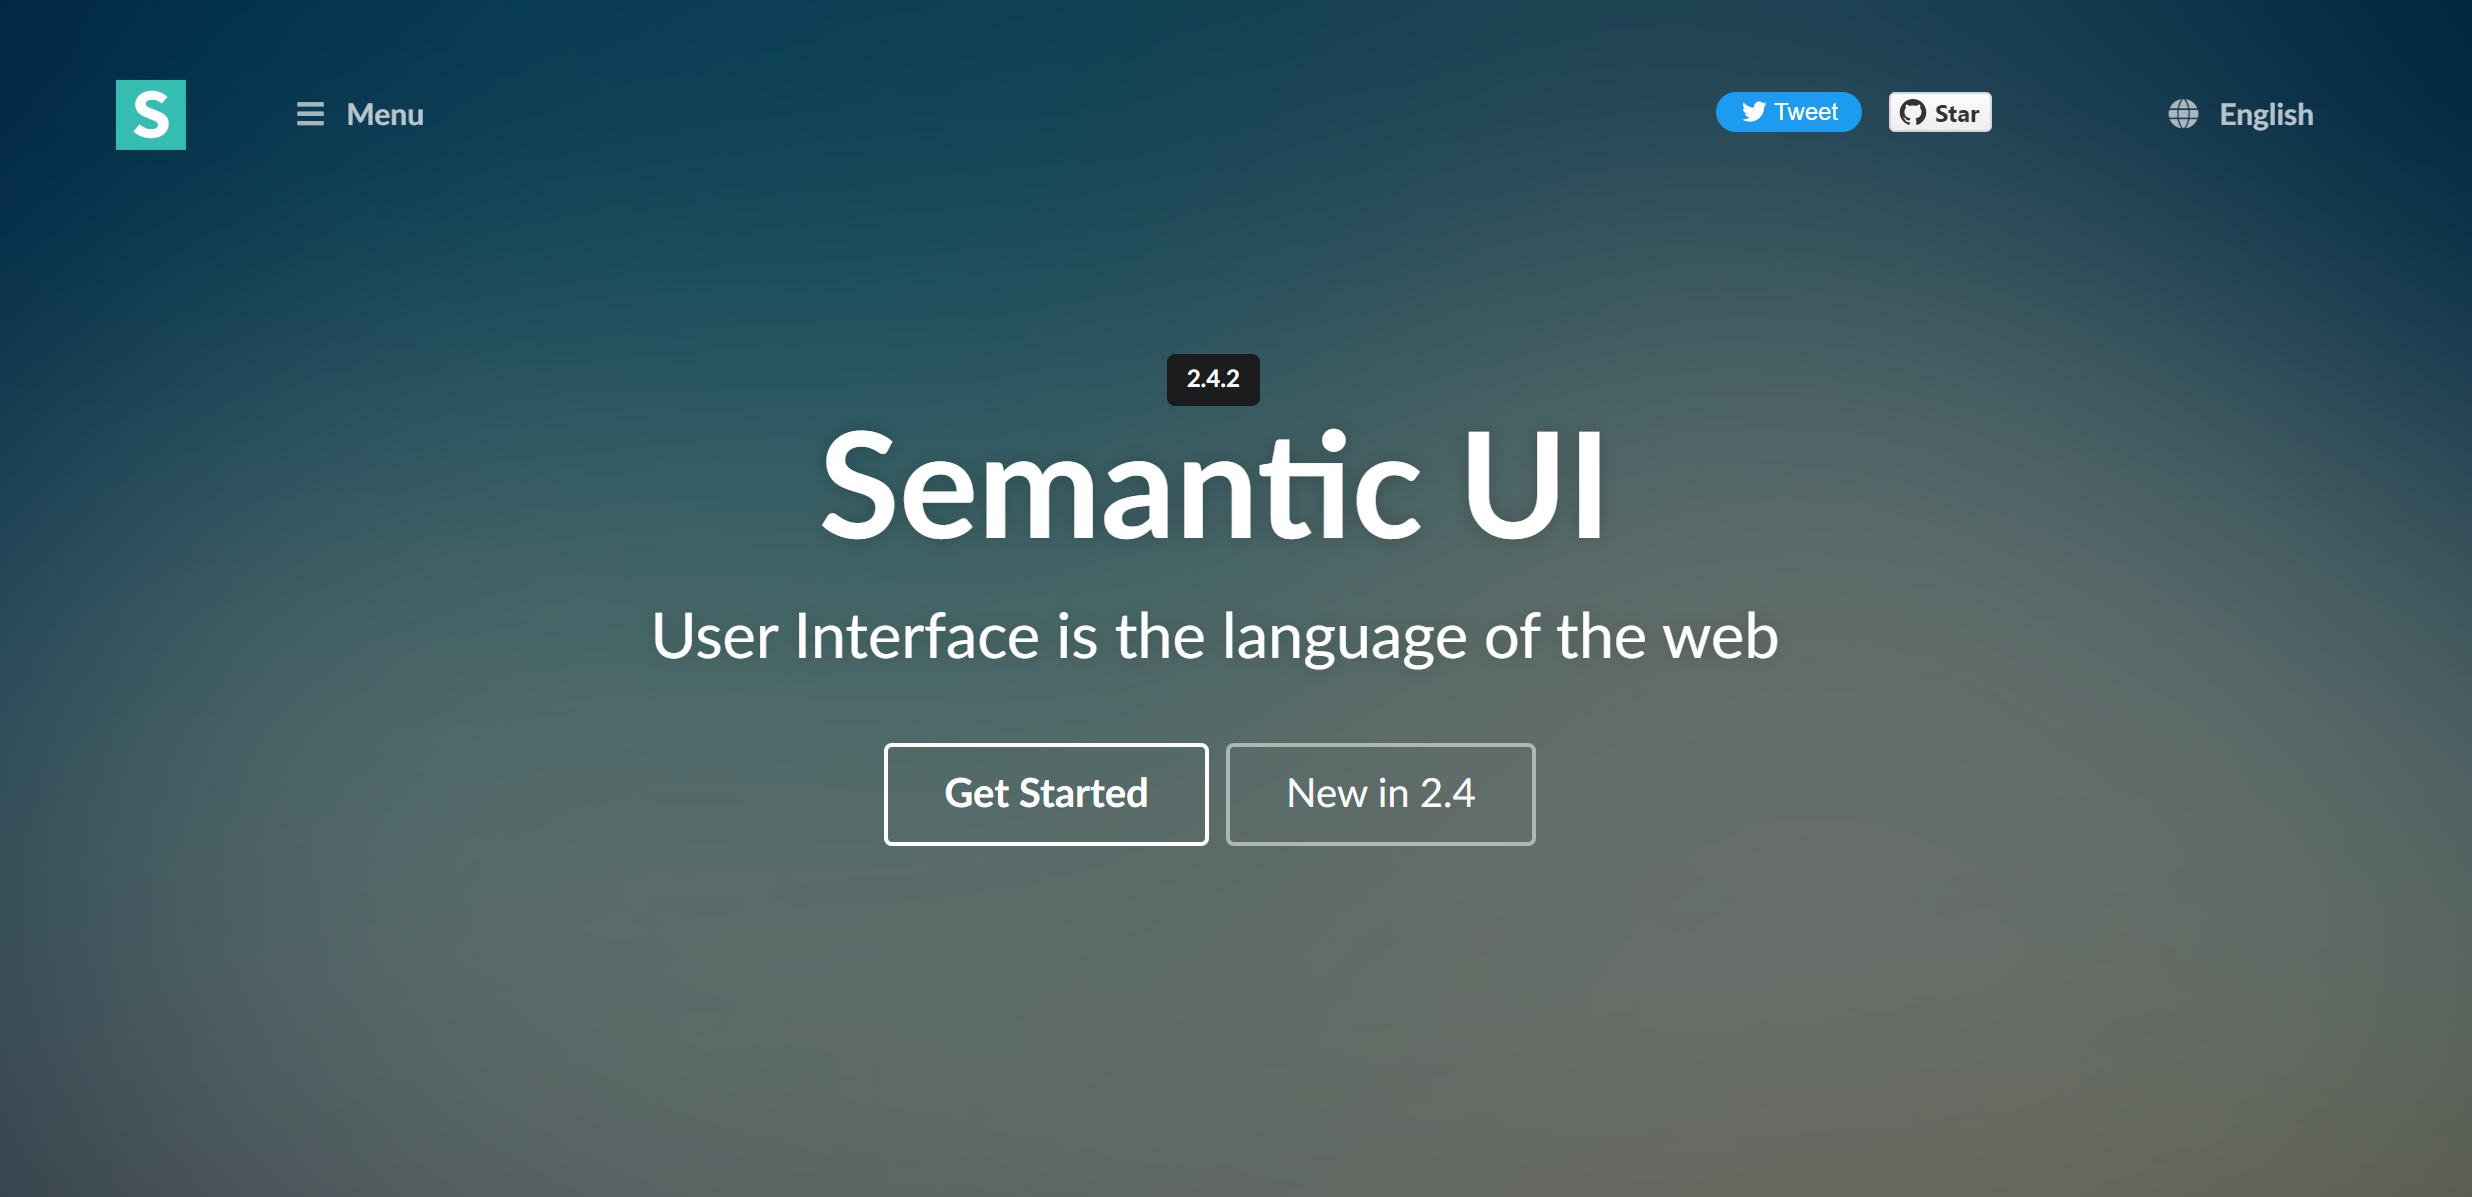 S
Menu
Tweet
Star
English
2.4.2
Semantic UI
User Interface is the language of the web
Get Started
New in 2.4